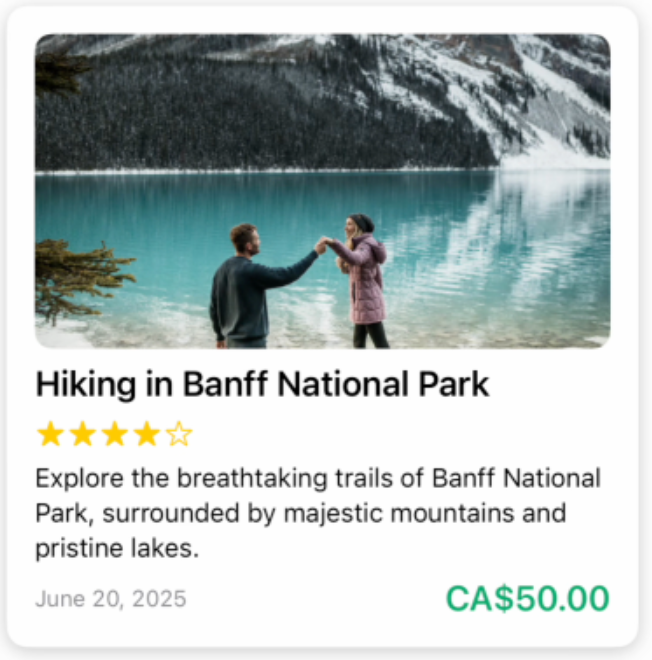 Hiking in Banff National Park
Explore the breathtaking trails of Banff National
Park, surrounded by majestic mountains and
pristine lakes.
June 20, 2025
CA$50.00